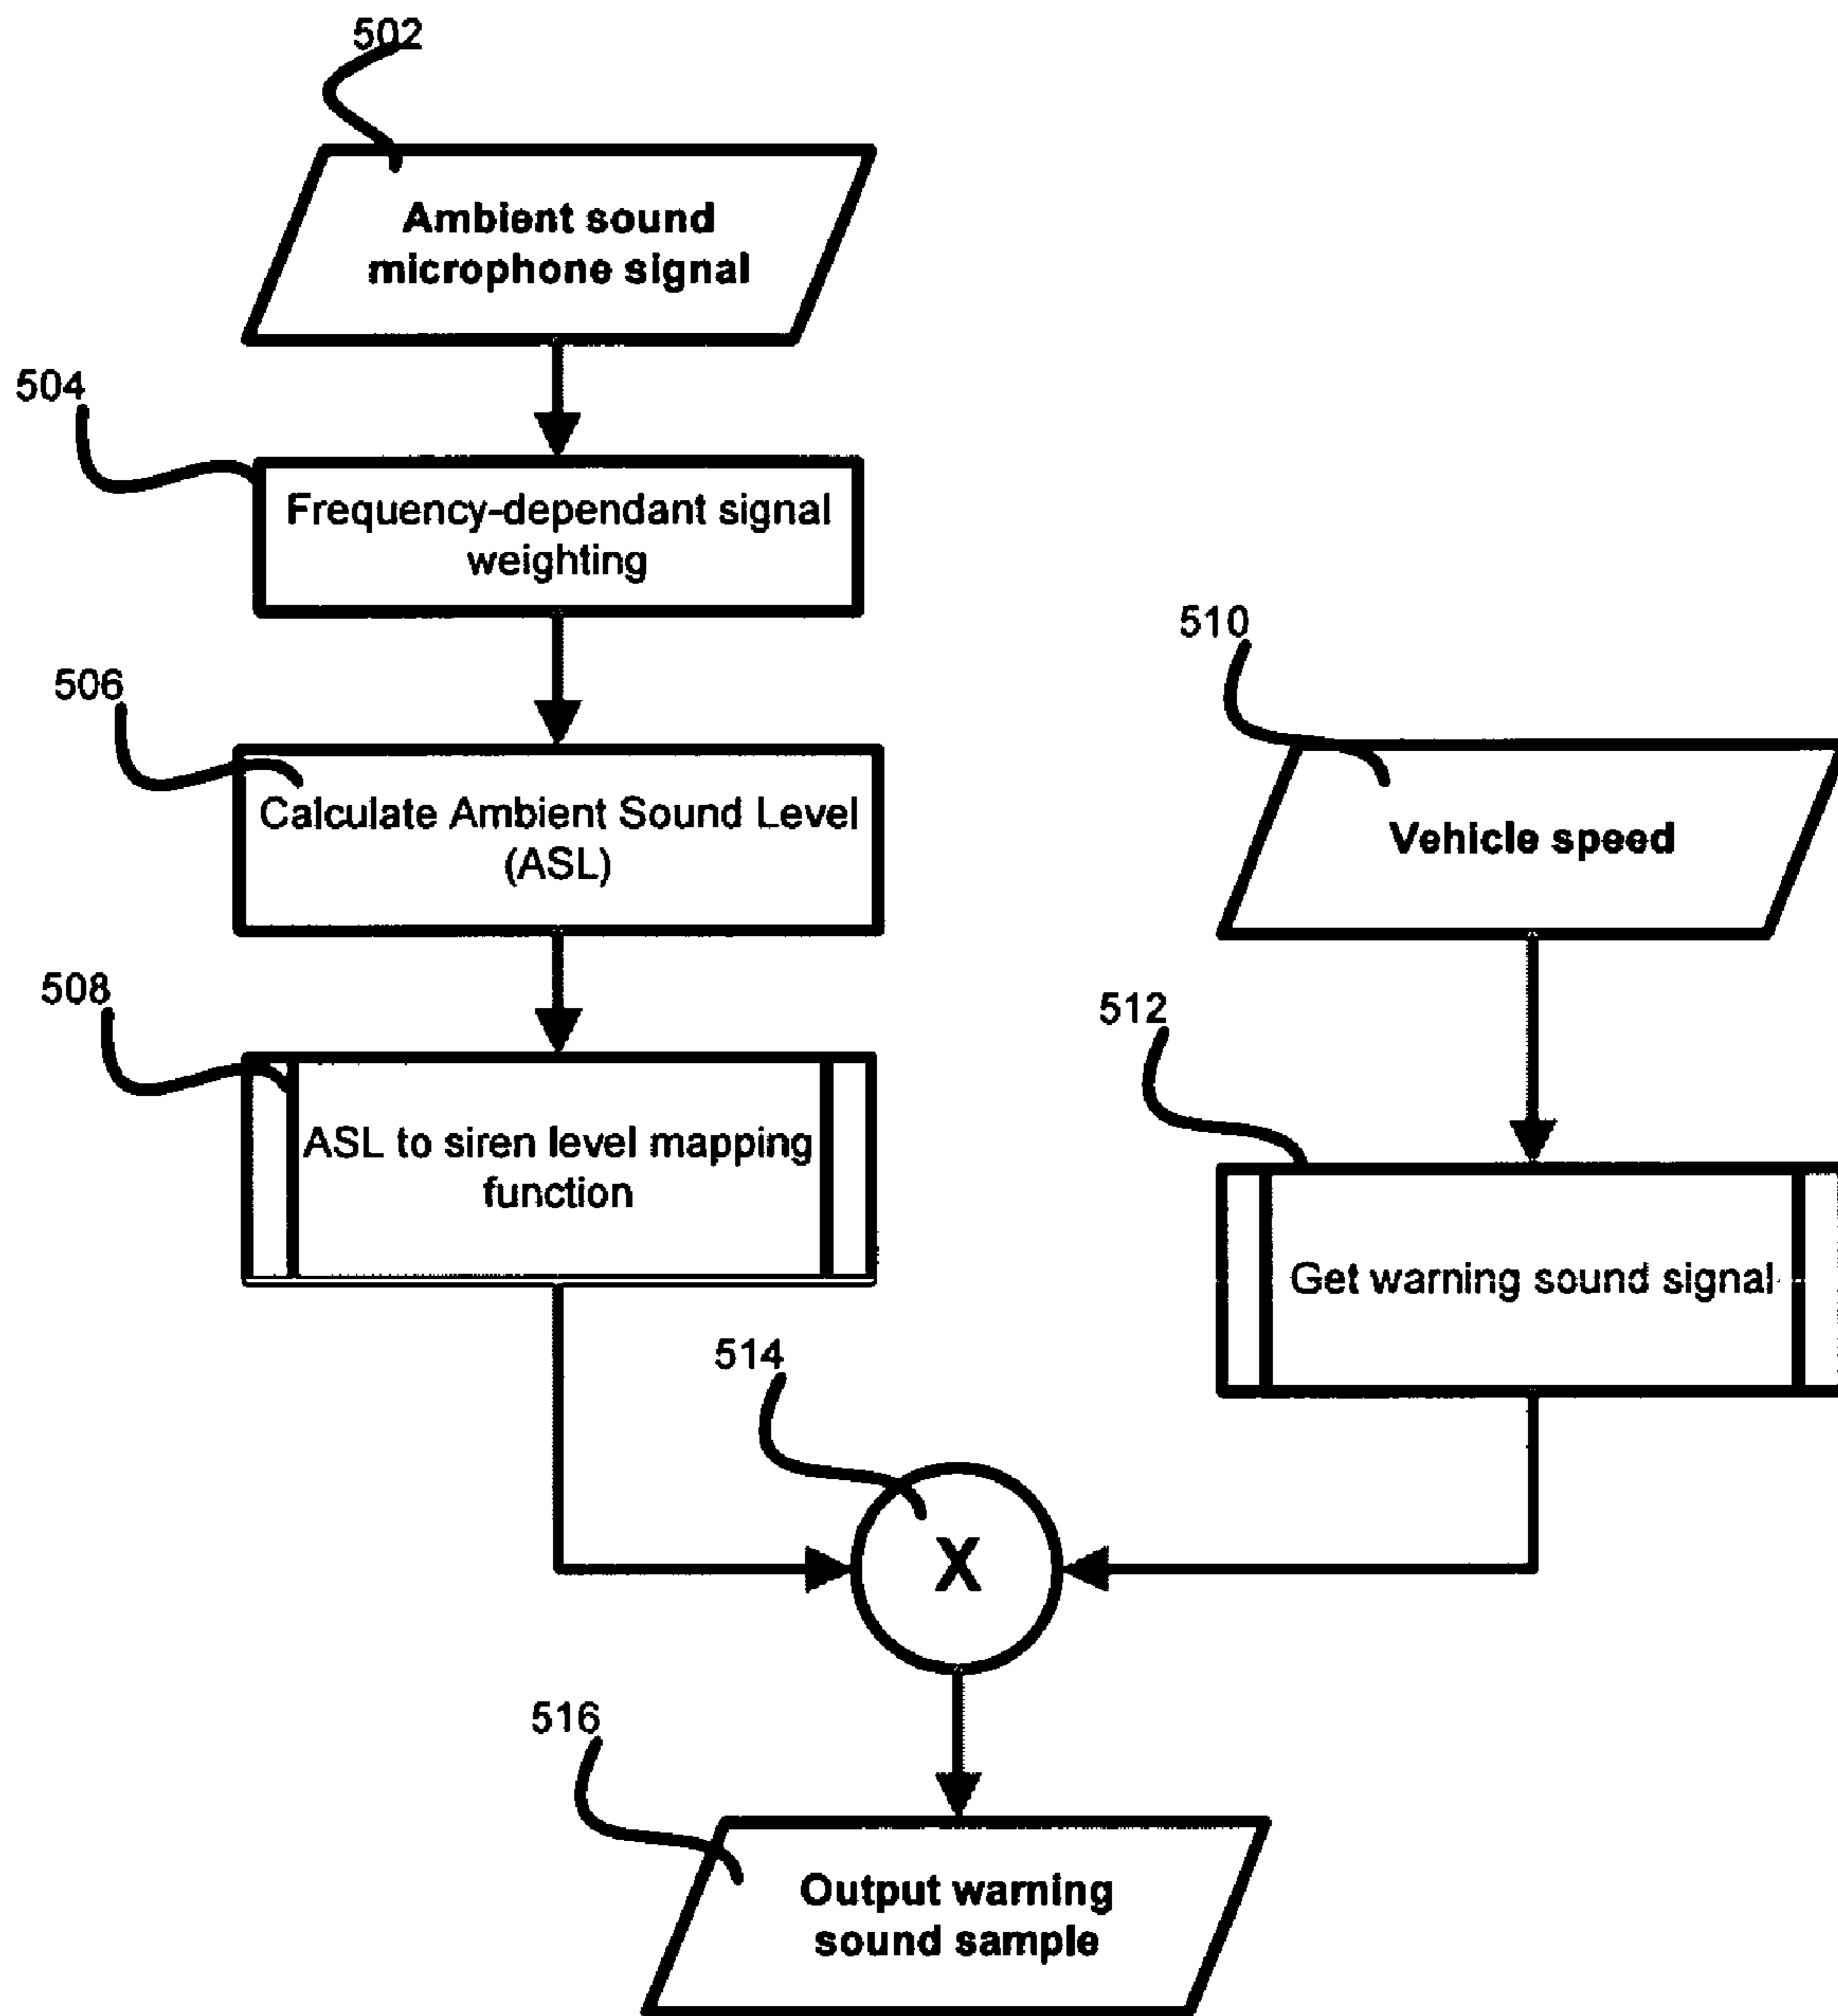 502
Ambient sound
microphone signal
504
Frequency-dependant signal
weighting
506
Calculate Ambient Sound Level
(ASL)
510
Vehicle speed
508
ASL to siren level mapping
function
512
Get warning sound signal
514
X
516
Output warning
sound sample